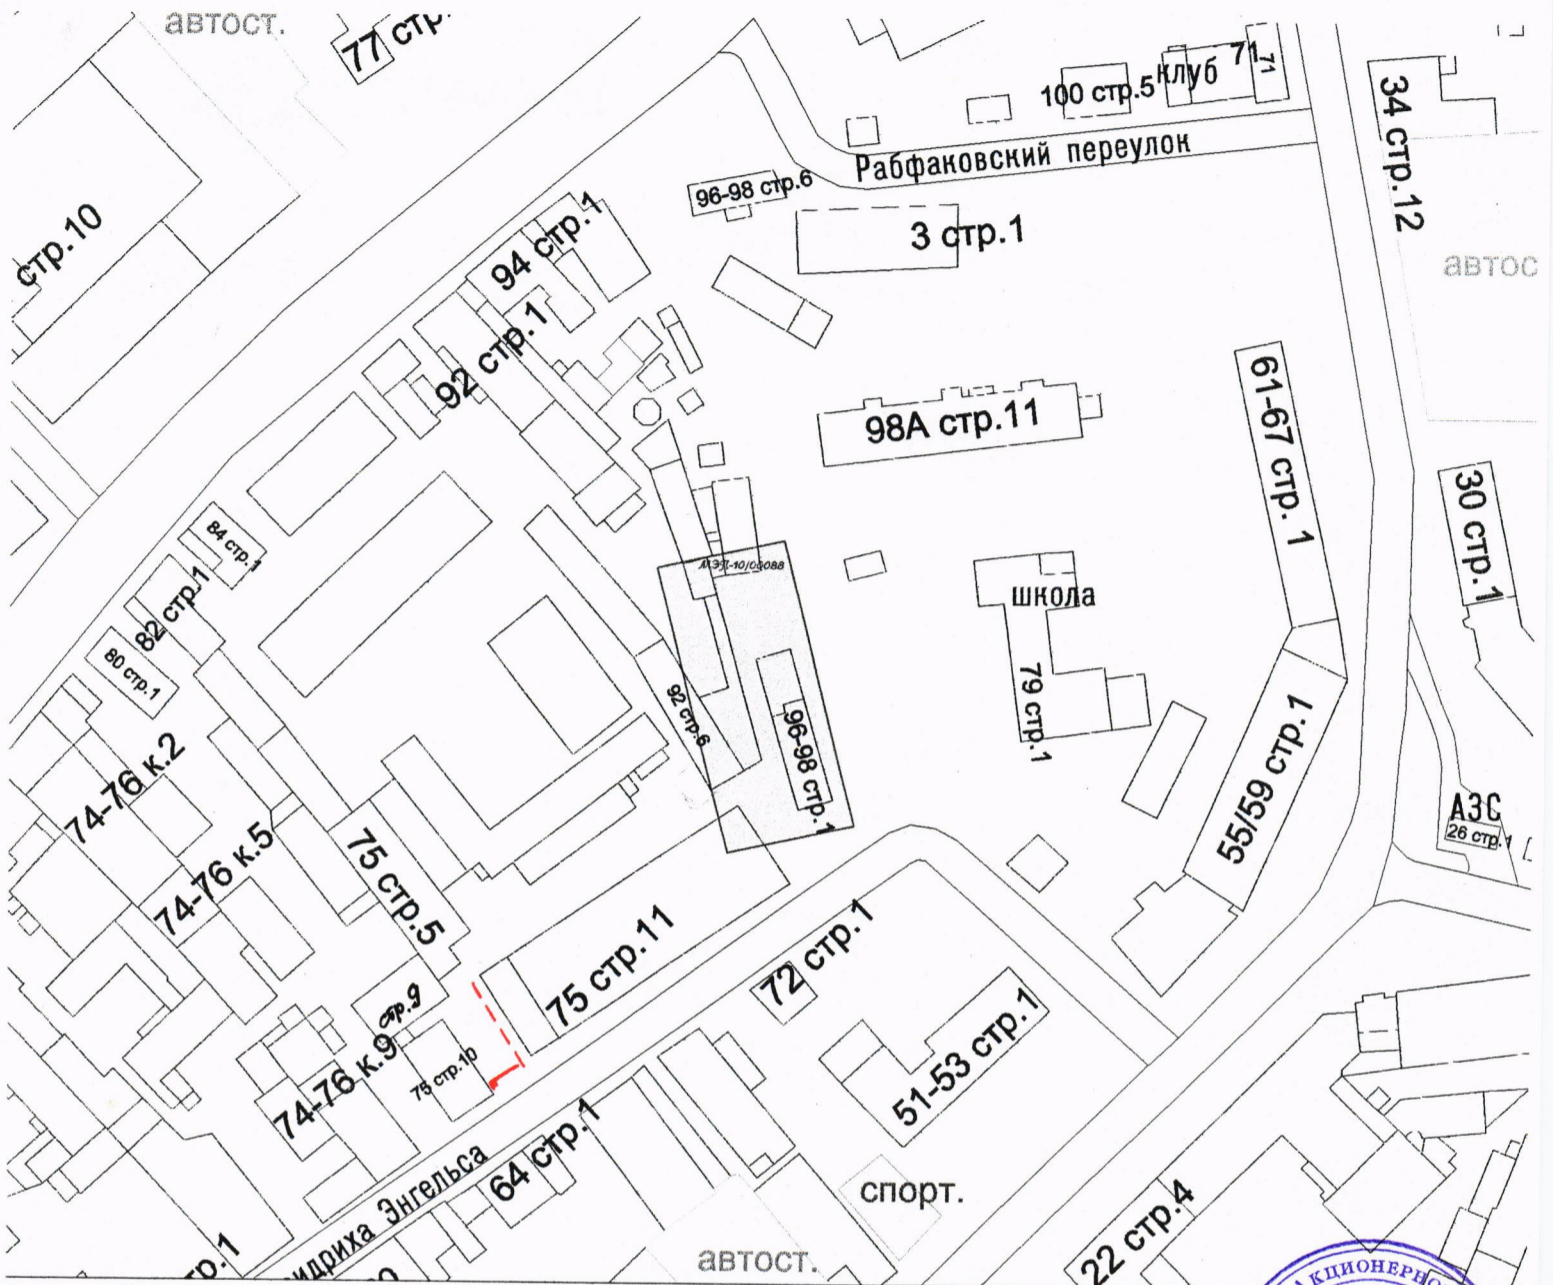 автост.
77 стр.
клуб
71
71
100 стр.5
34 стр.12
Рабфаковский переулок
96-98 стр.6
3 стр.1
94 стр.1
стр.10
автос
92 стр.1
61-67 стр. 1
98А стр.11
30 стр.1
84 стр.1
82 стр.1
школа
80 стр.1
79 стр.1
92 стр.6
96-98 стр.1
55/59 стр.1
74-76 к.2
АЗС
26 стр.1
74-76 к.5
75 стр.5
75 стр.11
72 стр.1
стр.9
51-53 стр.1
74-76 к.9
75 стр.10
64 стр.1
идриха Энгельса
спорт.
22 стр.4
тр.1
автост.
АКЦИОНЕРНО